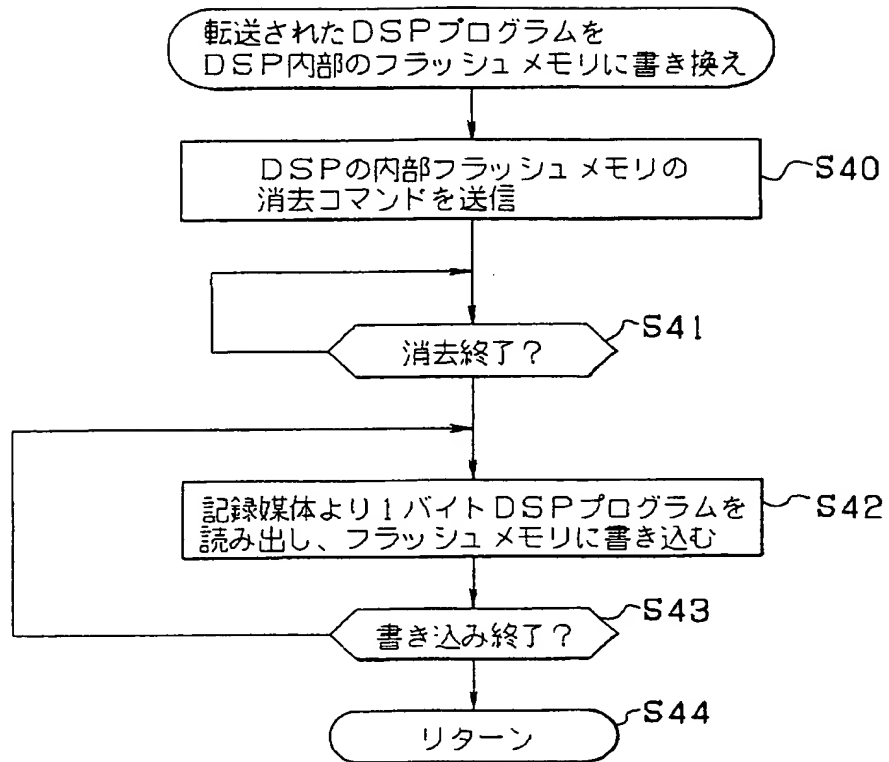 転送されたDSPプログラムを
DSP内部のフラッシュメモリに書き換え
DSPの内部フラッシュメモリの
消去コマンドを送信
S40
消去終了?
S41
記録媒体より1バイトDSPプログラムを
読み出し、フラッシュメモリに書き込む
S42
書き込み終了?
S43
リターン
S44